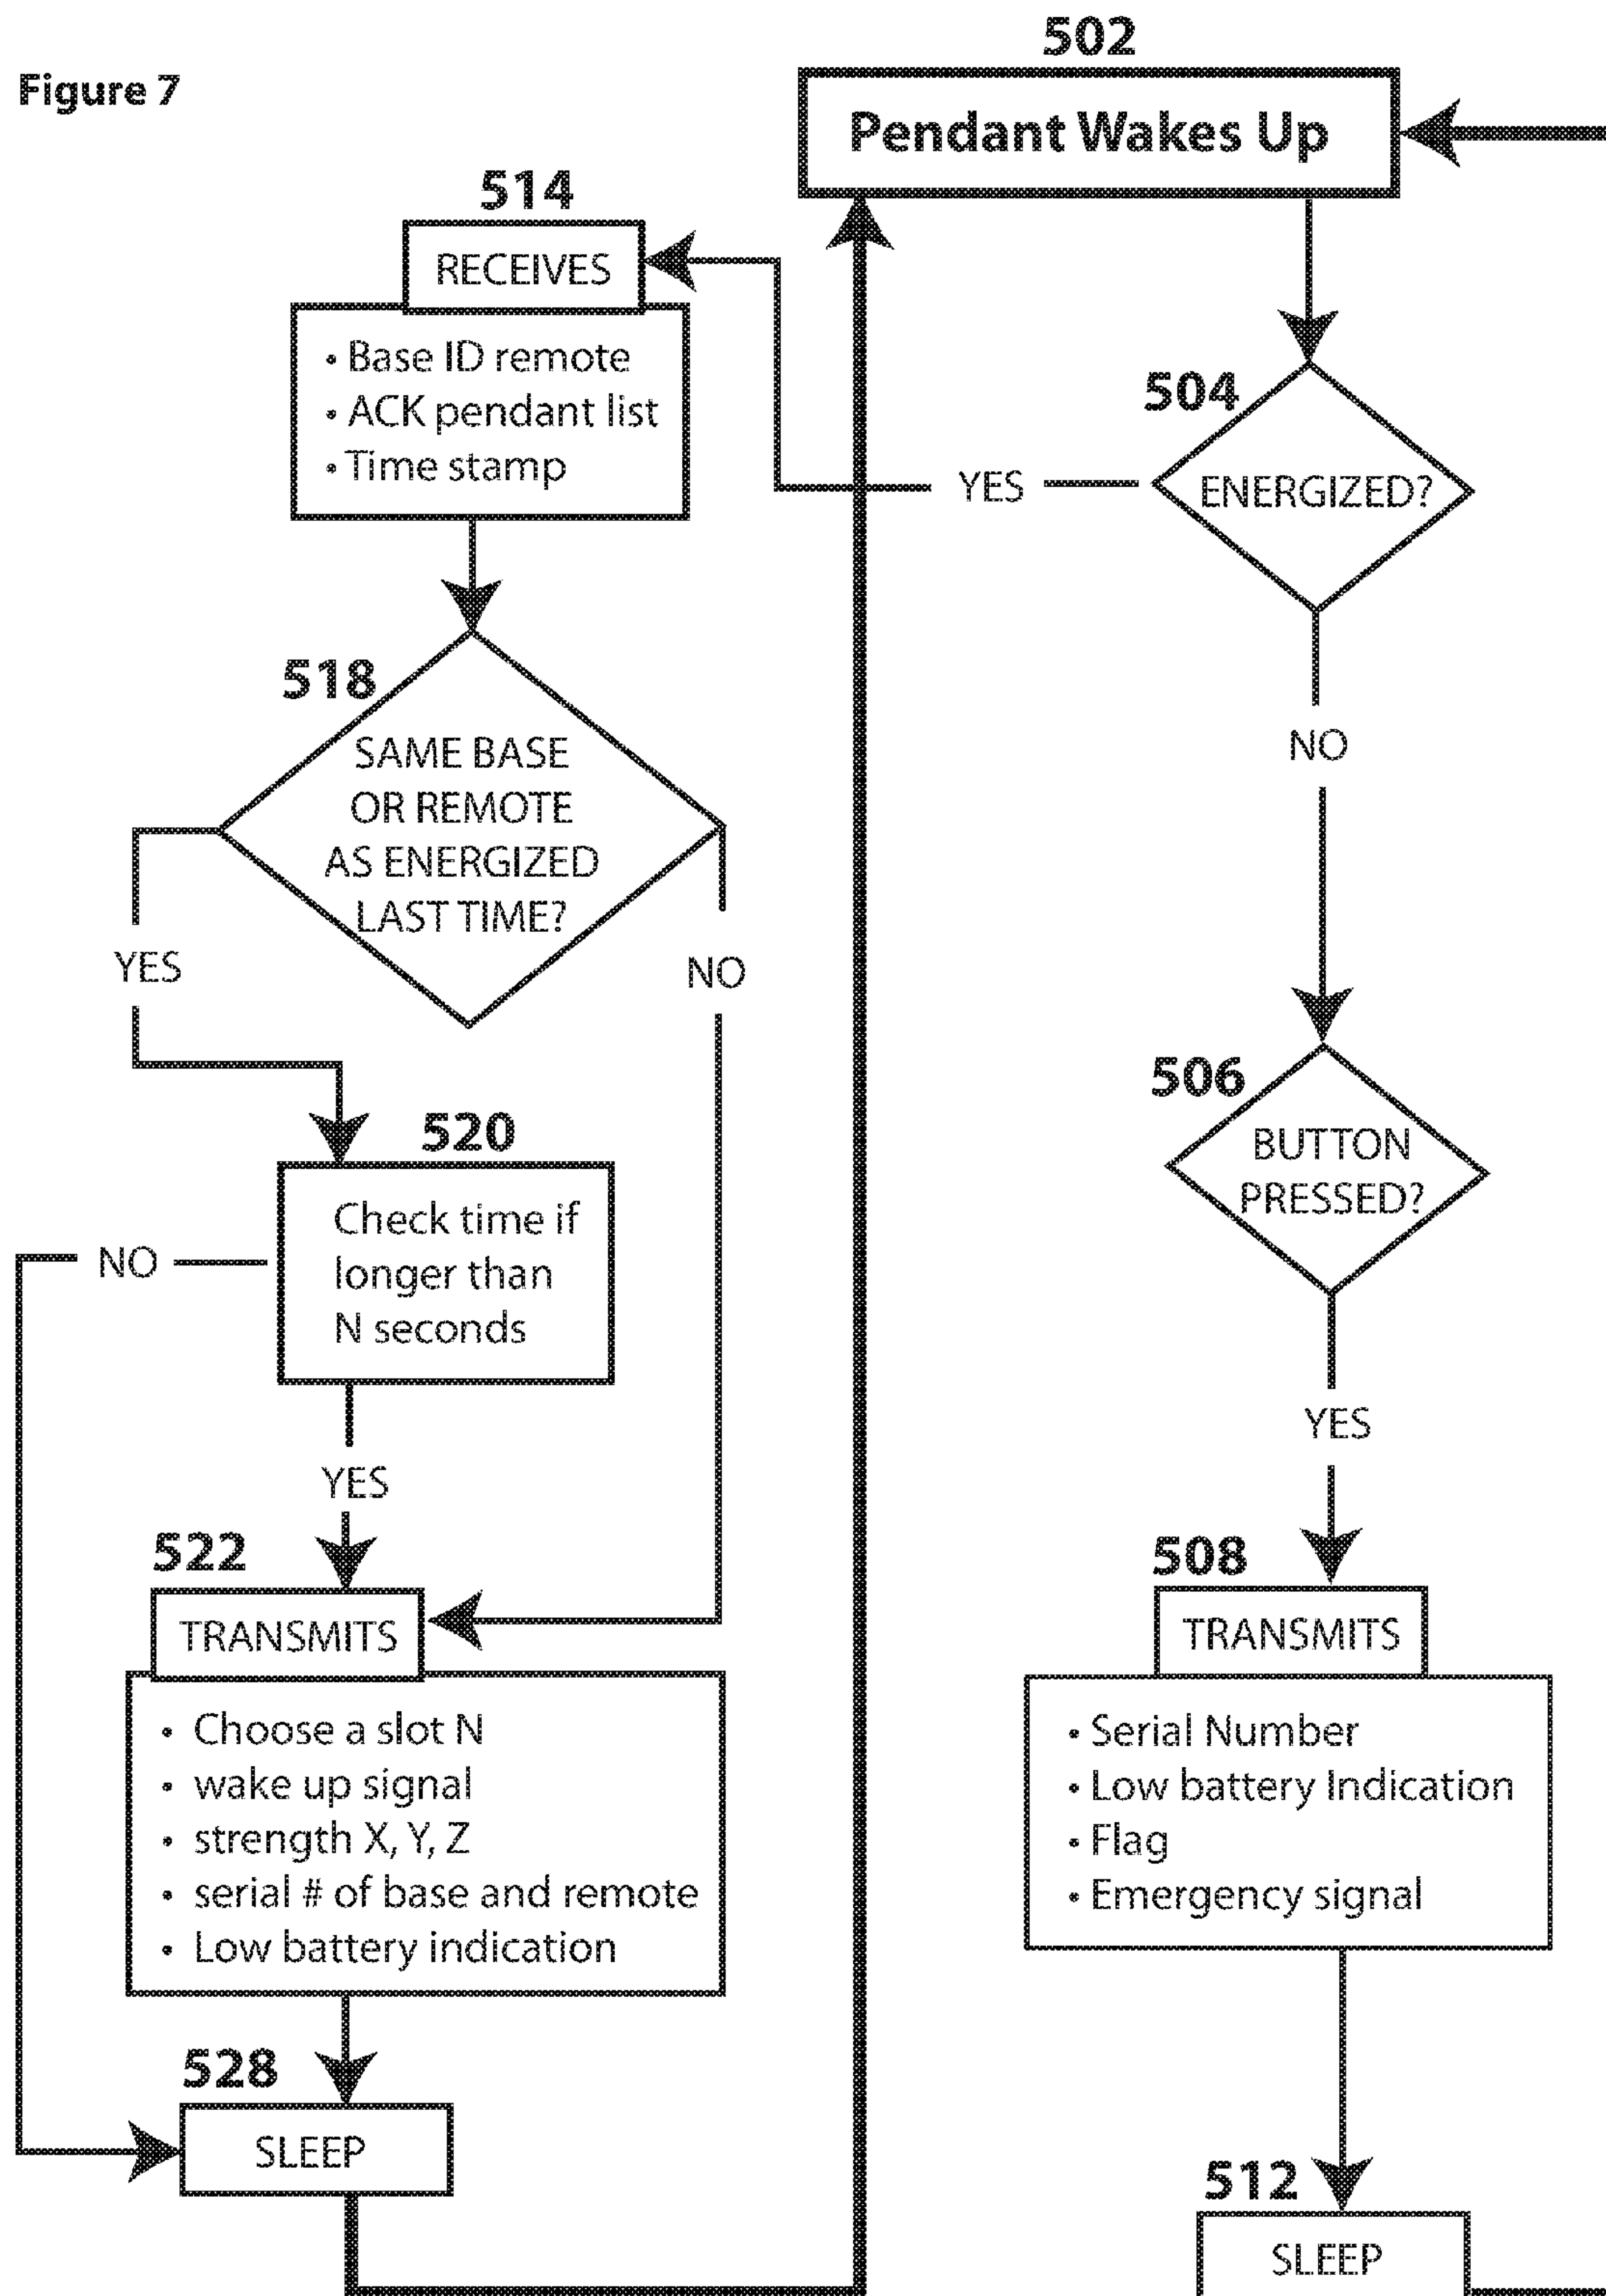 Figure 7
502
Pendant Wakes Up
514
RECEIVES
• Base ID remote
• ACK pendant list
• Time stamp
504
ENERGIZED?
YES
NO
518
SAME BASE
OR REMOTE
AS ENERGIZED
LAST TIME?
YES
NO
506
BUTTON
PRESSED?
YES
520
Check time if
longer than
N seconds
NO
YES
522
TRANSMITS
• Choose a slot N
• wake up signal
• strength X, Y, Z
• serial # of base and remote
• Low battery indication
508
TRANSMITS
• Serial Number
• Low battery Indication
• Flag
• Emergency signal
528
SLEEP
512
SLEEP